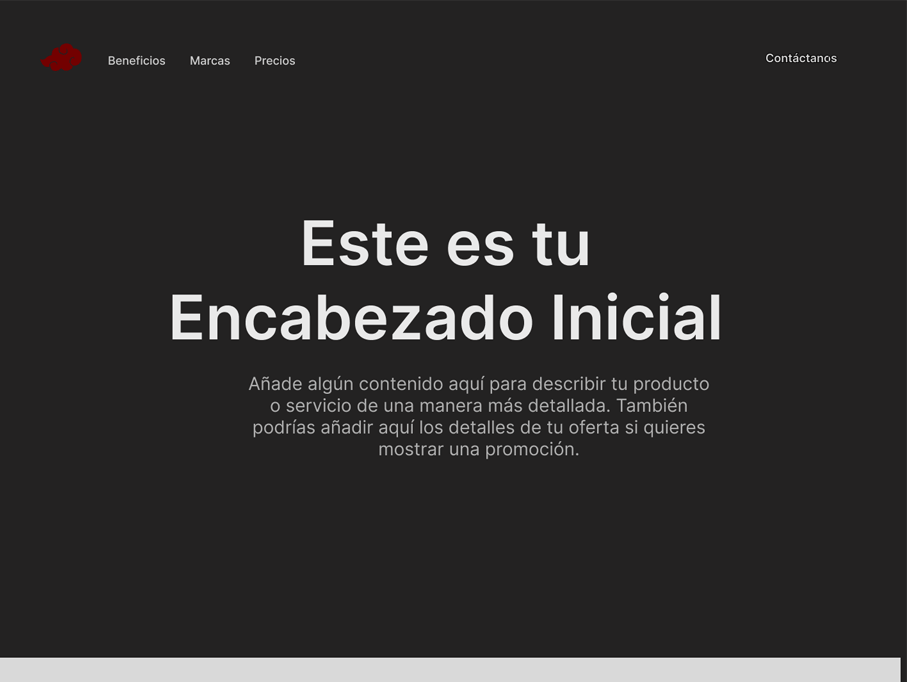 Beneficios
Marcas
Precios
Contáctanos
Este es tu
Encabezado Inicial
Añade algún contenido aquí para describir tu producto
o servicio de una manera más detallada. También
podrías añadir aquí los detalles de tu oferta si quieres
mostrar una promoción.